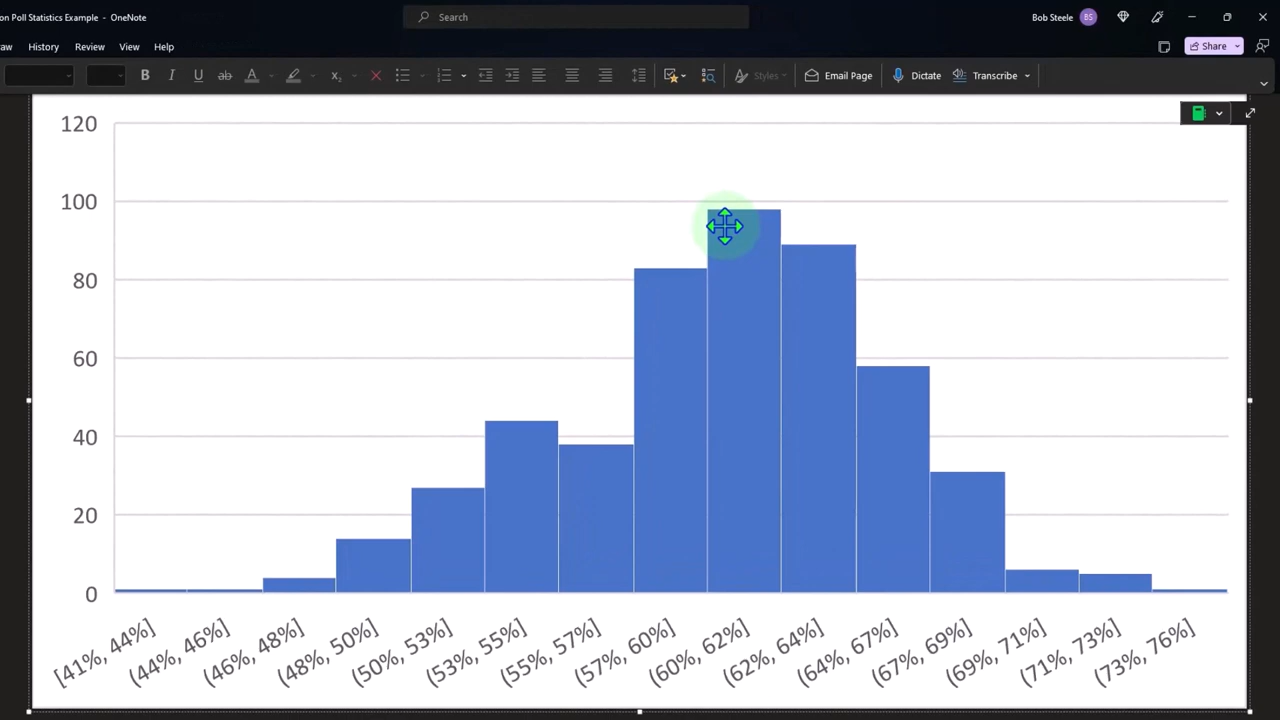 on Poll Statistics Example - OneNote
Search
Bob Steele BS
aw History Review View Help
Share
B I U ab A x Styles Email Page Dictate Transcribe
120
100
80
60
40
20
0
[41%, 44%] (44%, 46%] (46%, 48%] (48%, 50%] (50%, 53%] (53%, 55%] (55%, 57%] (57%, 60%] (60%, 62%] (62%, 64%] (64%, 67%] (67%, 69%] (69%, 71%] (71%, 73%] (73%, 76%]